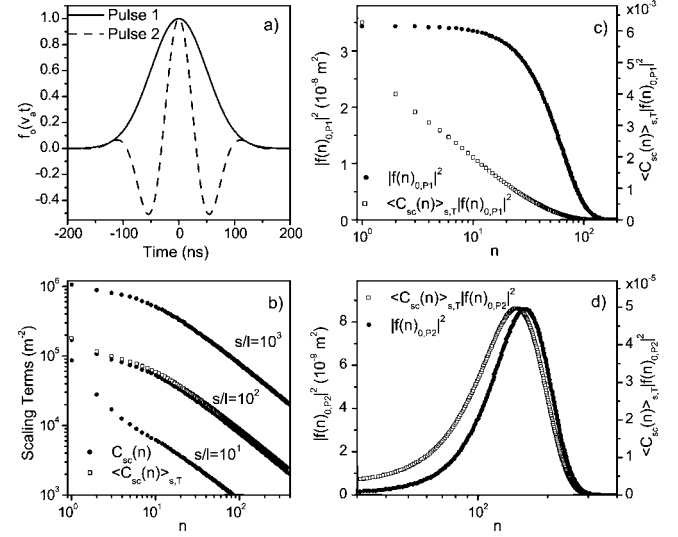 a)
Pulse 1
Pulse 2
f₀(vₐt)
1.0
0.8
0.6
0.4
0.2
0.0
-0.2
-0.4
-200 -100 0 100 200
Time (ns)
c)
x10⁻³
|f(n)₀,P1|² (10⁻⁸ m²)
3
2
1
0
6
5
4
3
2
1
0
<Csc(n)>s,T|f(n)₀,P1|²
|f(n)₀,P1|²
<Csc(n)>s,T|f(n)₀,P1|²
10⁰ 10¹ 10²
n
b)
Scaling Terms (m⁻²)
10⁶
10⁵
10⁴
10³
s/l=10³
s/l=10²
s/l=10¹
Csc(n)
<Csc(n)>s,T
10⁰ 10¹ 10²
n
d)
x10⁻⁵
<Csc(n)>s,T|f(n)₀,P2|²
|f(n)₀,P2|²
|f(n)₀,P2|² (10⁻⁹ m²)
8
6
4
2
0
5
4
3
2
1
0
<Csc(n)>s,T|f(n)₀,P2|²
10²
n